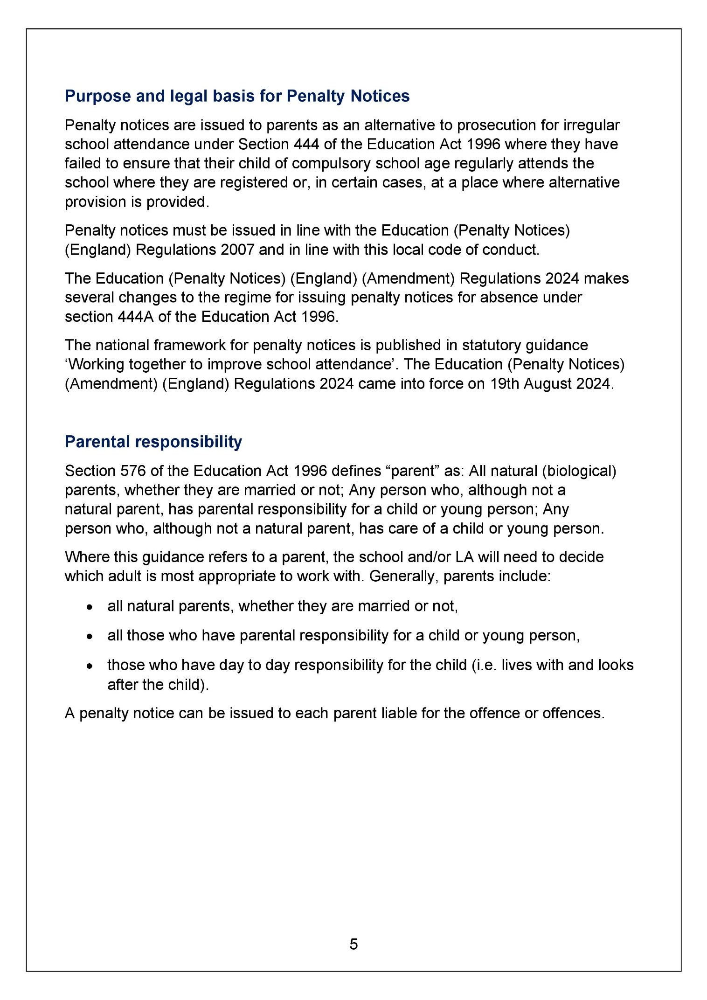 Purpose and legal basis for Penalty Notices
Penalty notices are issued to parents as an alternative to prosecution for irregular
school attendance under Section 444 of the Education Act 1996 where they have
failed to ensure that their child of compulsory school age regularly attends the
school where they are registered or, in certain cases, at a place where alternative
provision is provided.
Penalty notices must be issued in line with the Education (Penalty Notices)
(England) Regulations 2007 and in line with this local code of conduct.
The Education (Penalty Notices) (England) (Amendment) Regulations 2024 makes
several changes to the regime for issuing penalty notices for absence under
section 444A of the Education Act 1996.
The national framework for penalty notices is published in statutory guidance
‘Working together to improve school attendance’. The Education (Penalty Notices)
(Amendment) (England) Regulations 2024 came into force on 19th August 2024.
Parental responsibility
Section 576 of the Education Act 1996 defines “parent” as: All natural (biological)
parents, whether they are married or not; Any person who, although not a
natural parent, has parental responsibility for a child or young person; Any
person who, although not a natural parent, has care of a child or young person.
Where this guidance refers to a parent, the school and/or LA will need to decide
which adult is most appropriate to work with. Generally, parents include:
• all natural parents, whether they are married or not,
• all those who have parental responsibility for a child or young person,
• those who have day to day responsibility for the child (i.e. lives with and looks
after the child).
A penalty notice can be issued to each parent liable for the offence or offences.
5